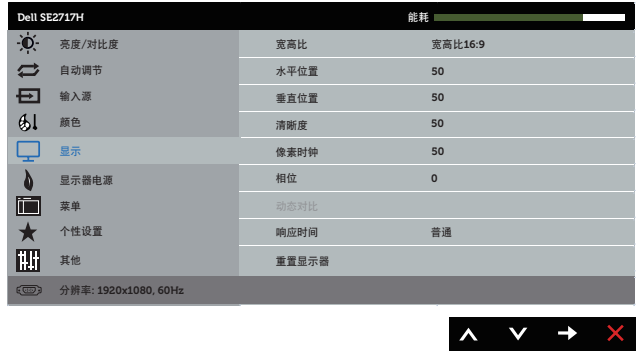 Dell SE2717H 能耗
亮度/对比度
自动调节
输入源
颜色
显示
显示器电源
菜单
个性设置
其他
宽高比 宽高比16:9
水平位置 50
垂直位置 50
清晰度 50
像素时钟 50
相位 0
动态对比
响应时间 普通
重置显示器
分辨率: 1920x1080, 60Hz